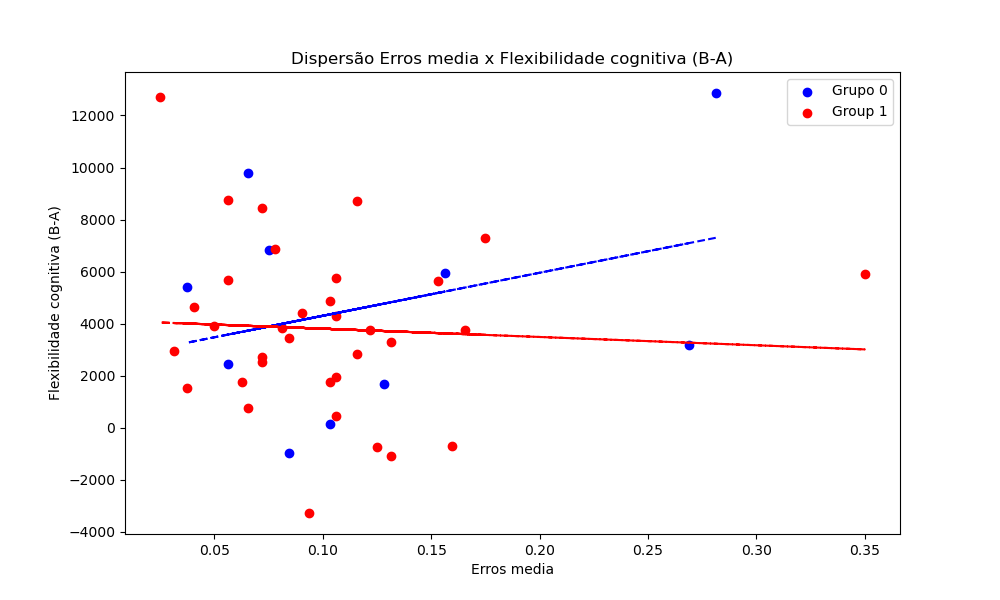 Dispersão Erros media x Flexibilidade cognitiva (B-A)
Grupo 0
Group 1
Flexibilidade cognitiva (B-A)
12000
10000
8000
6000
4000
2000
0
−2000
−4000
0.05 0.10 0.15 0.20 0.25 0.30 0.35
Erros media